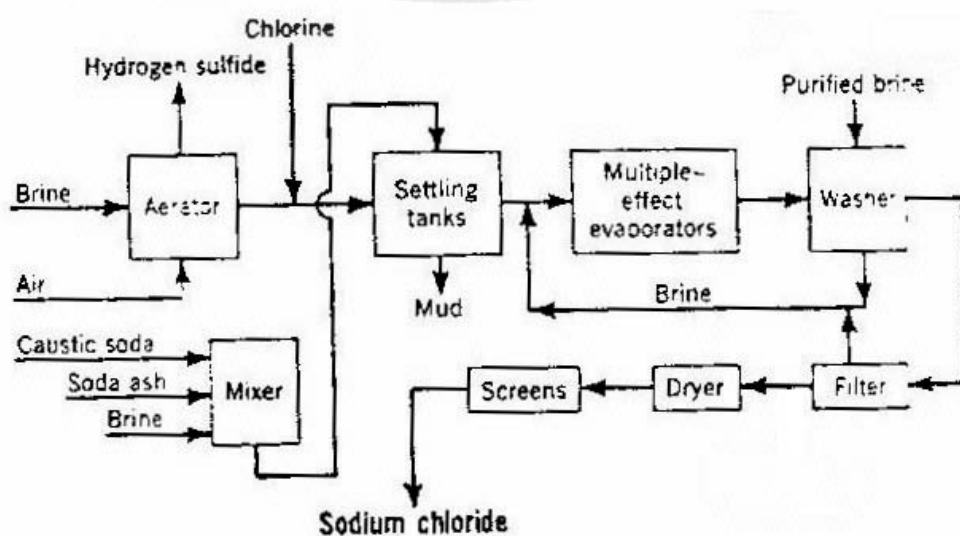 Chlorine
Hydrogen sulfide
Purified brine
Brine
Aerator
Settling
tanks
Multiple-
effect
evaporators
Washer
Air
Mud
Brine
Caustic soda
Soda ash
Brine
Mixer
Screens
Dryer
Filter
Sodium chloride